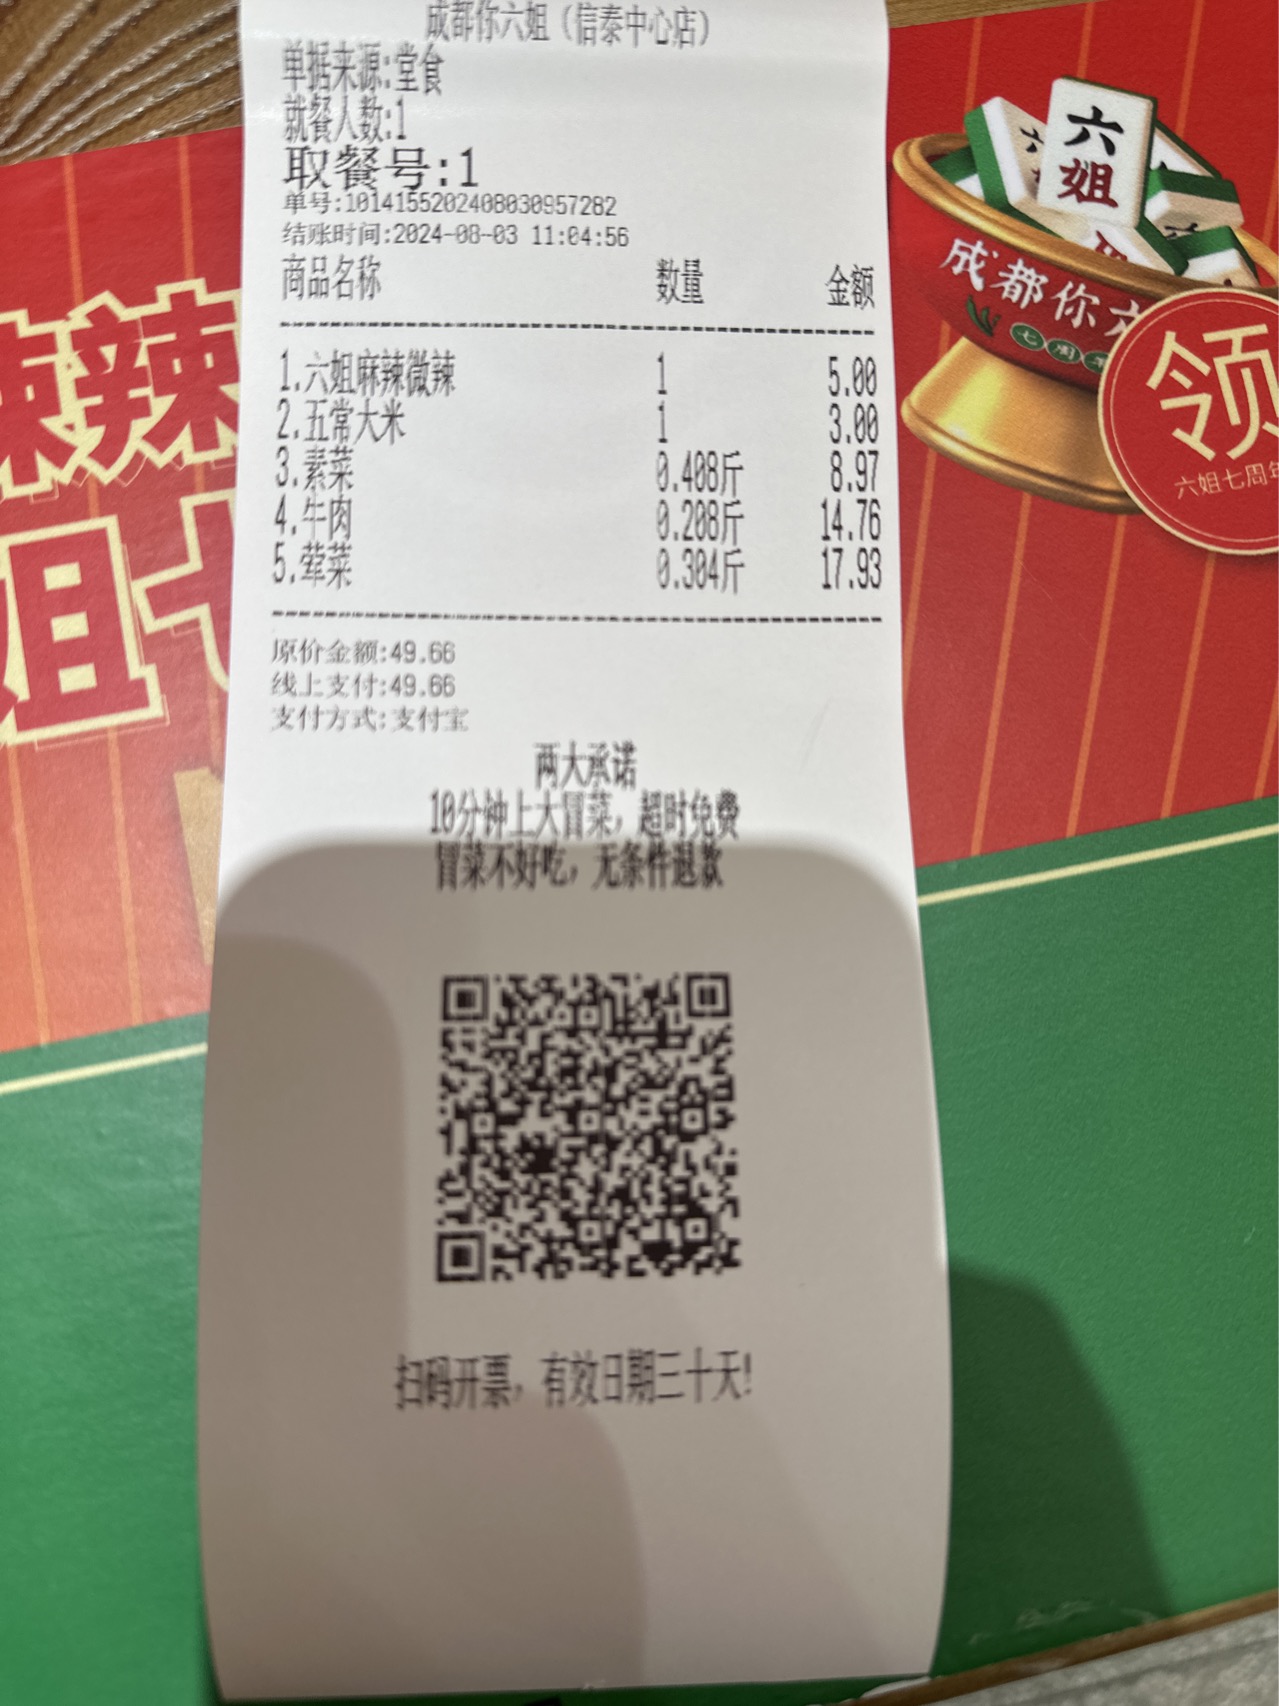 成都你六姐（信泰中心店）
单据来源:堂食
就餐人数:1
取餐号:1
单号:1014155202408030957282
结账时间:2024-08-03 11:04:56
商品名称 数量 金额
1.六姐麻辣微辣 1 5.00
2.五常大米 1 3.00
3.素菜 0.408斤 8.97
4.牛肉 0.208斤 14.76
5.荤菜 0.304斤 17.93
原价金额:49.66
线上支付:49.66
支付方式:支付宝
两大承诺
10分钟上大冒菜，超时免费
冒菜不好吃，无条件退款
扫码开票，有效日期三十天!
六姐
成都你六
七周年
领
六姐七周年
辣辣
姐七